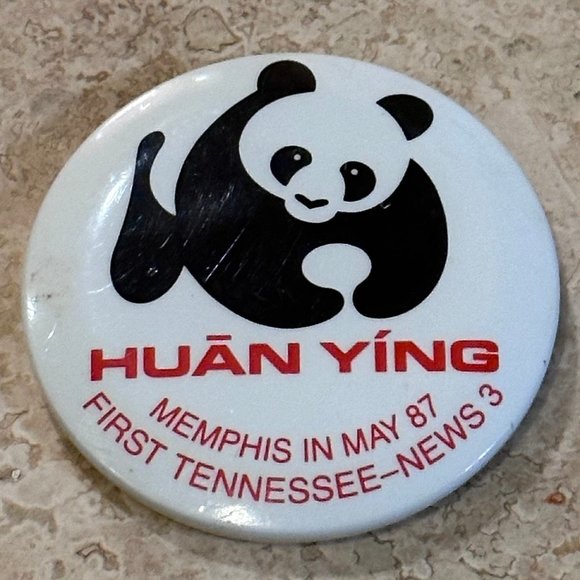 HUĀN YÍNG
MEMPHIS IN MAY 87
FIRST TENNESSEE–NEWS 3